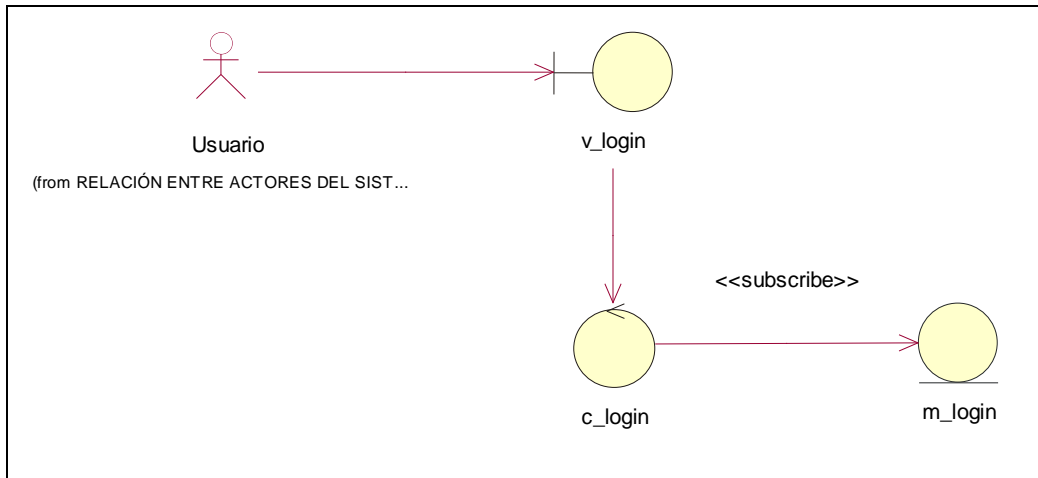 Usuario
(from RELACIÓN ENTRE ACTORES DEL SIST...
v_login
<<subscribe>>
c_login
m_login